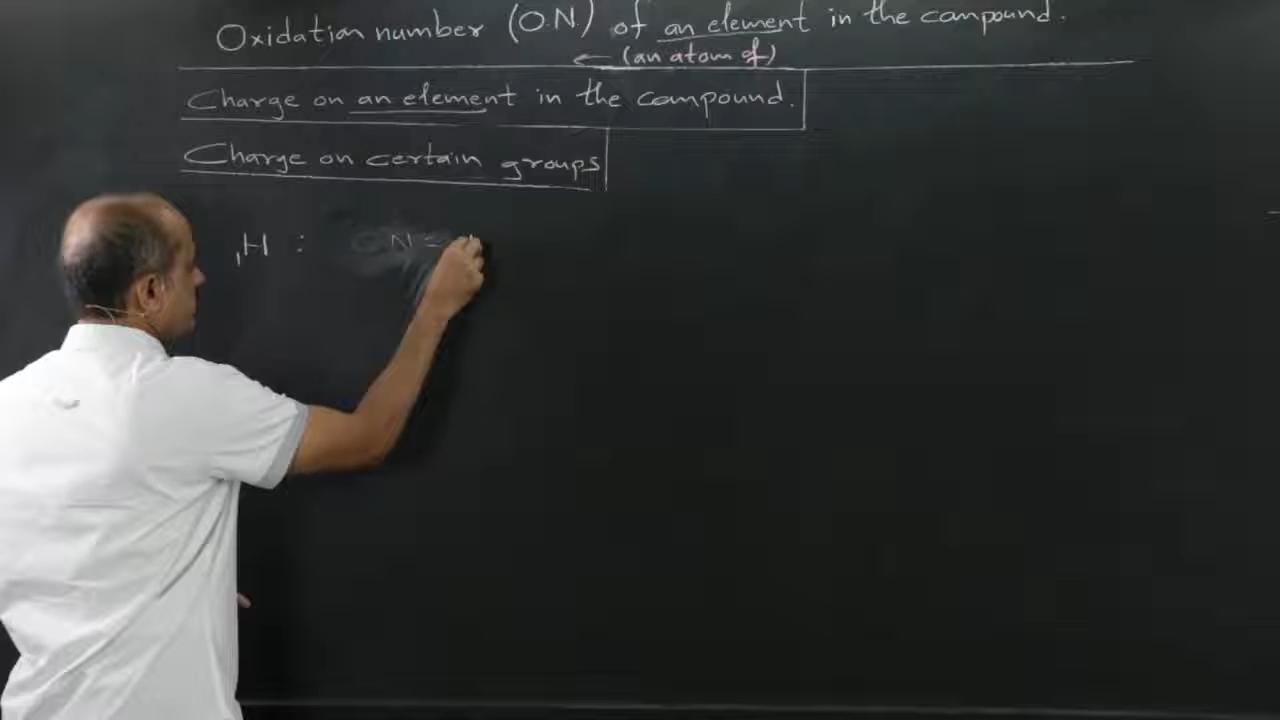 Oxidation number (O.N) of an element in the compound.
← (an atom of)
Charge on an element in the compound.
Charge on certain groups
₁H : O.N =